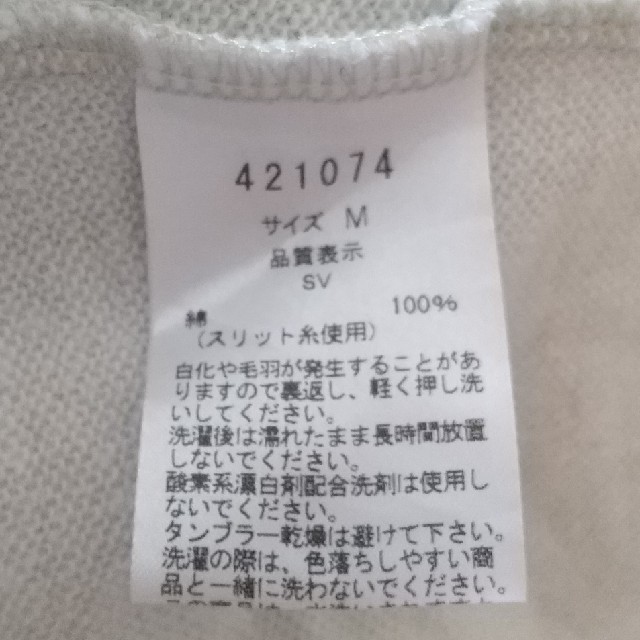 421074
サイズ M
品質表示
SV
綿 100%
(スリット糸使用)
白化や毛羽が発生することがあ
りますので裏返し、軽く押し洗
いしてください。
洗濯後は濡れたまま長時間放置
しないでください。
酸素系漂白剤配合洗剤は使用し
ないでください。
タンブラー乾燥は避けて下さい。
洗濯の際は、色落ちしやすい商
品と一緒に洗わないでください。